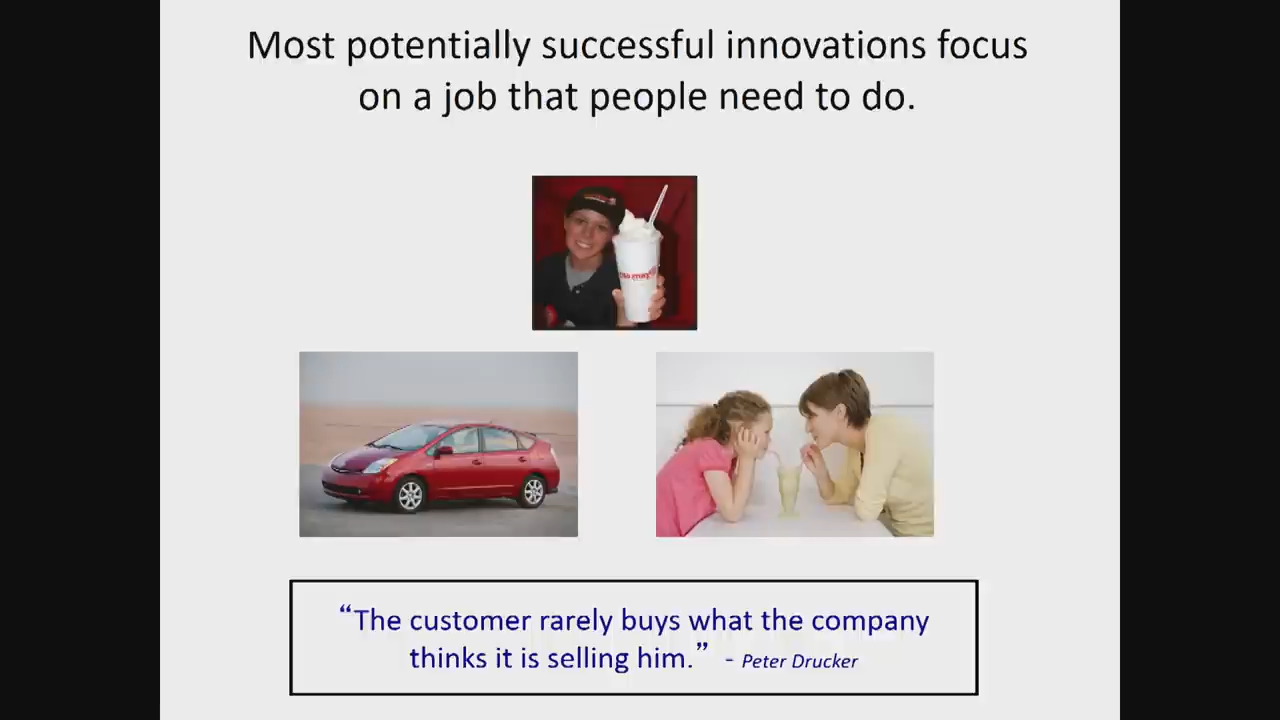 Most potentially successful innovations focus
on a job that people need to do.
“The customer rarely buys what the company
thinks it is selling him.” - Peter Drucker